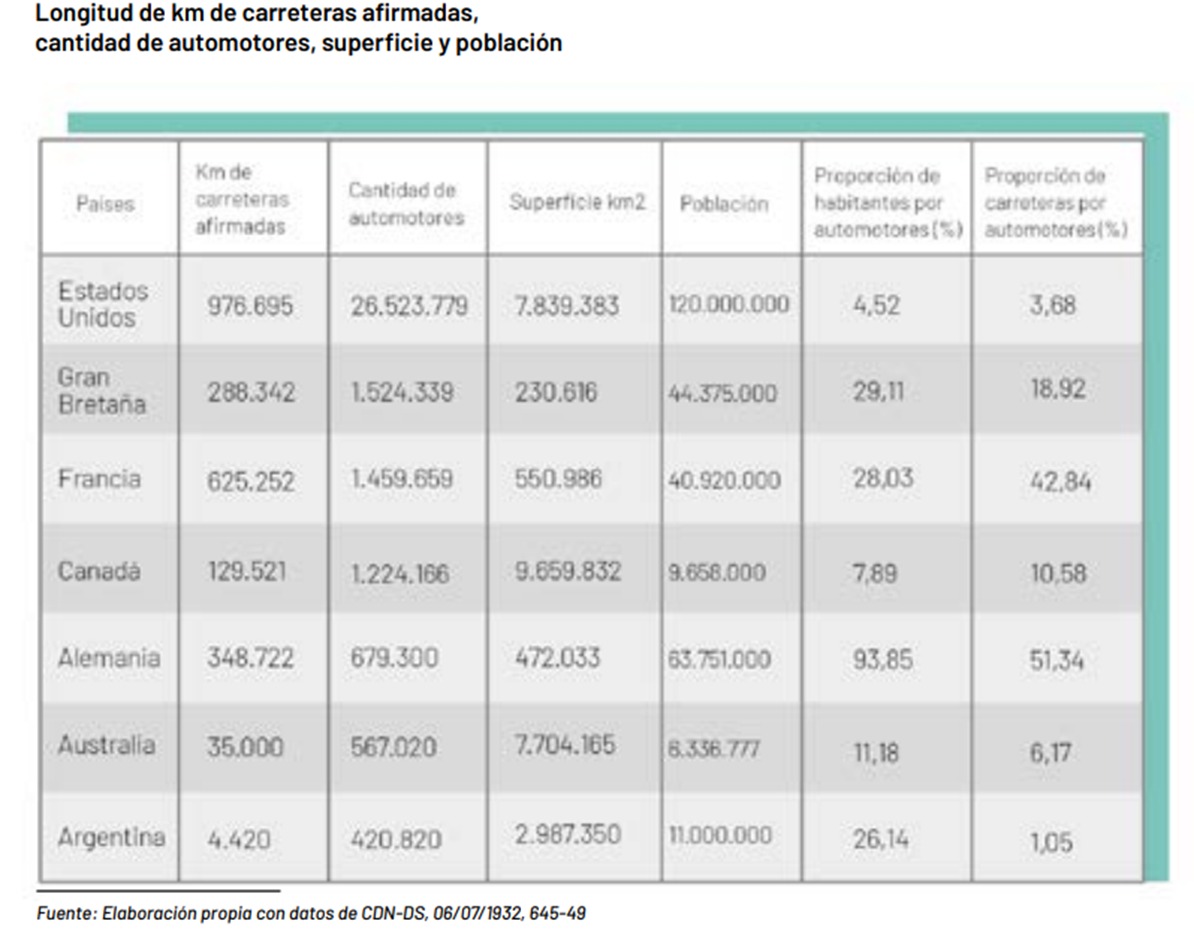 Longitud de km de carreteras afirmadas,
cantidad de automotores, superficie y población
Países
Km de
carreteras
afirmadas
Cantidad de
automotores
Superficie km2
Población
Proporción de
habitantes por
automotores(%)
Proporción de
carreteras por
automotores(%)
Estados
Unidos
976.695
26.523.779
7.839.383
120.000.000
4,52
3,68
Gran
Bretaña
288.342
1.524.339
230.616
44.375.000
29,11
18,92
Francia
625.252
1.459.659
550.986
40.920.000
28,03
42,84
Canadá
129.521
1.224.166
9.659.832
9.658.000
7,89
10,58
Alemania
348.722
679.300
472.033
63.751.000
93,85
51,34
Australia
35.000
567.020
7.704.165
6.336.777
11,18
6,17
Argentina
4.420
420.820
2.987.350
11.000.000
26,14
1,05
Fuente: Elaboración propia con datos de CDN-DS, 06/07/1932, 645-49